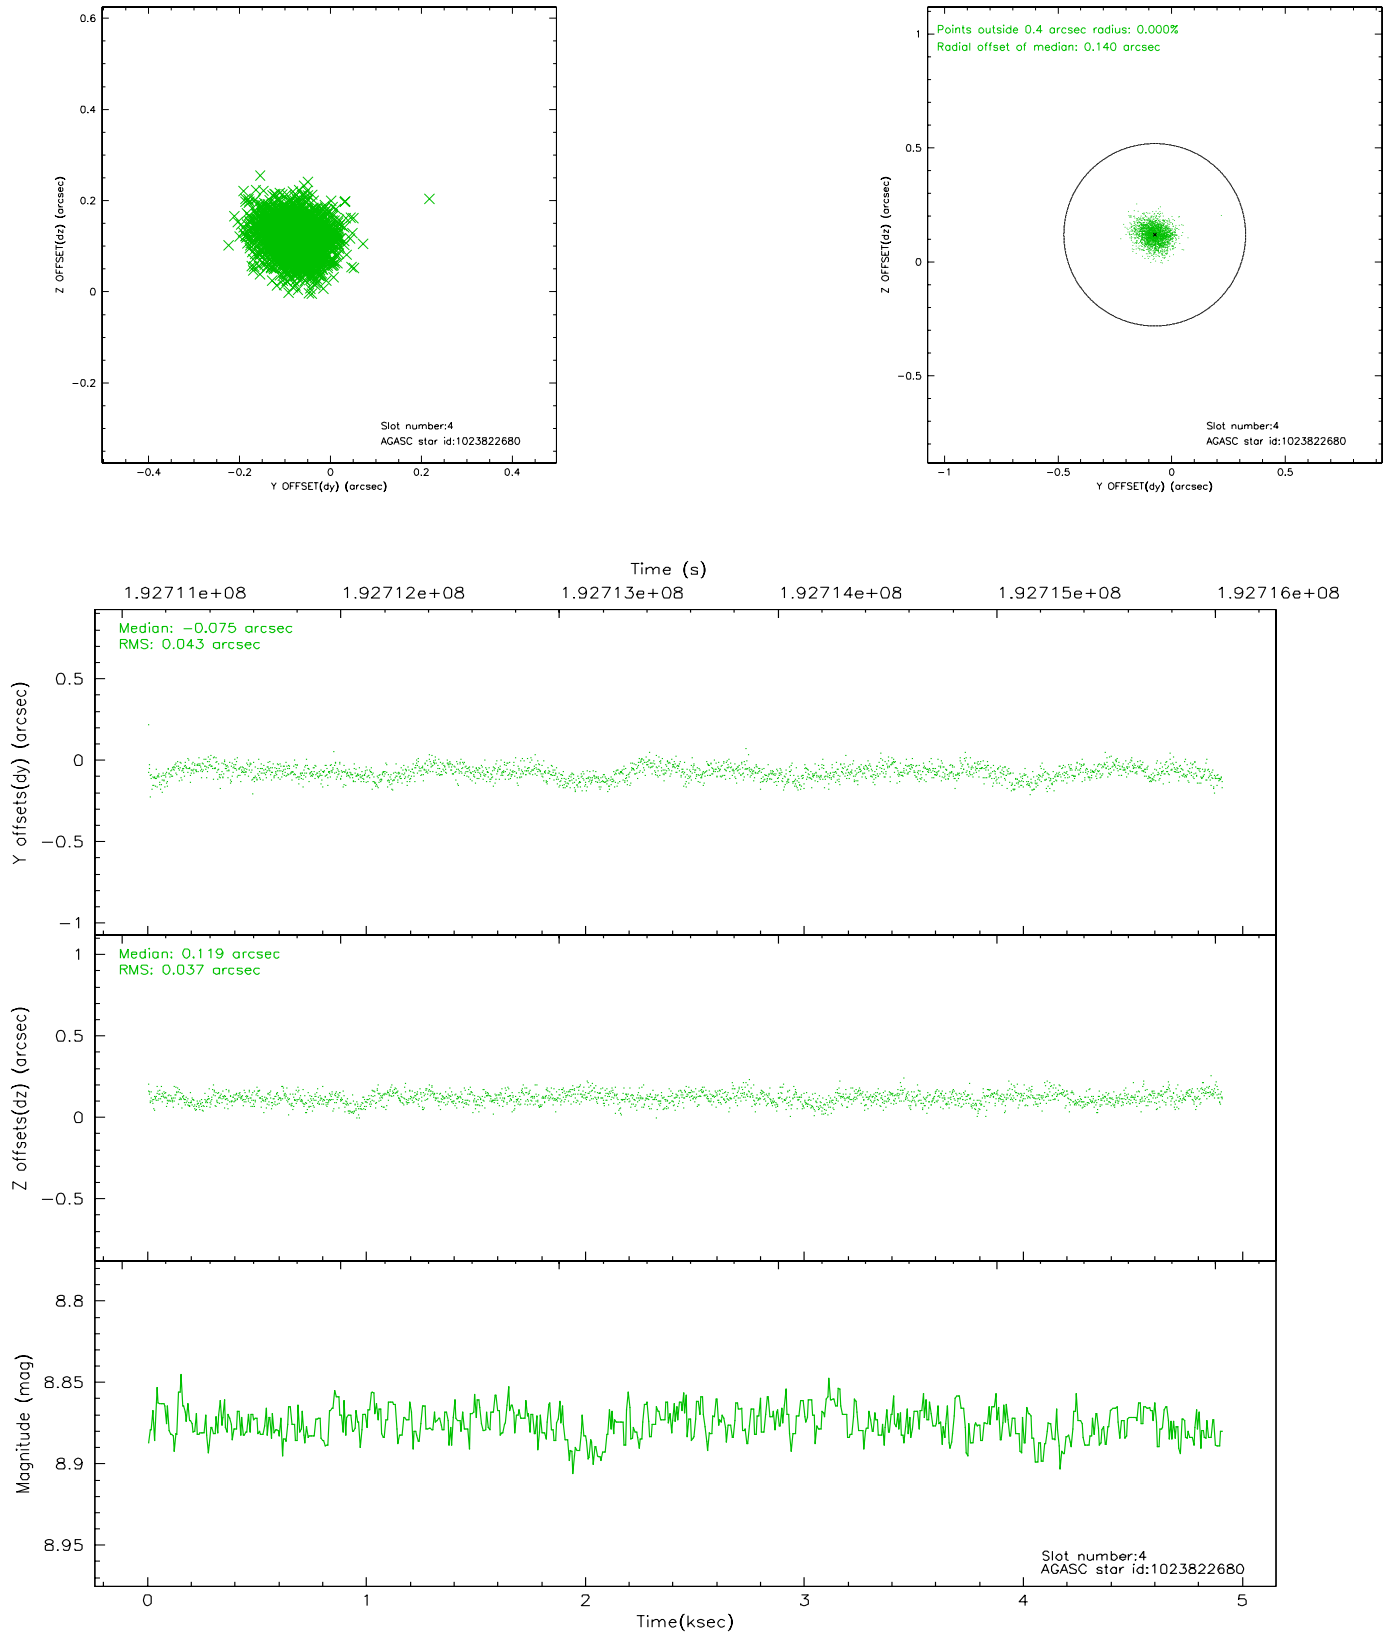 0.6
0.4
0.2
0
−0.2
Z OFFSET(dz) (arcsec)
Slot number:4
AGASC star id:1023822680
−0.4 −0.2 0 0.2 0.4
Y OFFSET(dy) (arcsec)
Points outside 0.4 arcsec radius: 0.000%
Radial offset of median: 0.140 arcsec
1
0.5
0
−0.5
Z OFFSET(dz) (arcsec)
Slot number:4
AGASC star id:1023822680
−1 −0.5 0 0.5
Y OFFSET(dy) (arcsec)
Time (s)
1.92711e+08 1.92712e+08 1.92713e+08 1.92714e+08 1.92715e+08 1.92716e+08
Median: −0.075 arcsec
RMS: 0.043 arcsec
0.5
0
−0.5
−1
Y offsets(dy) (arcsec)
Median: 0.119 arcsec
RMS: 0.037 arcsec
1
0.5
0
−0.5
Z offsets(dz) (arcsec)
8.8
8.85
8.9
8.95
Magnitude (mag)
Slot number:4
AGASC star id:1023822680
0 1 2 3 4 5
Time(ksec)